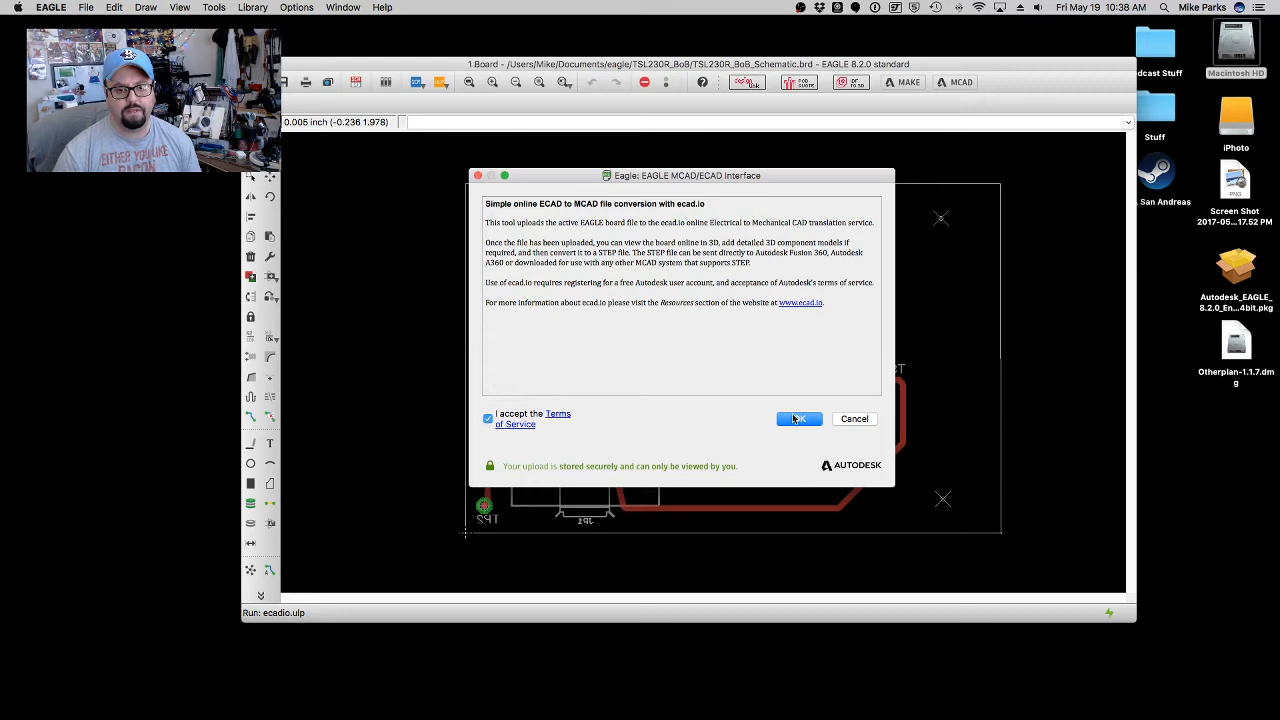 EAGLE File Edit Draw View Tools Library Options Window Help
Fri May 19 10:38 AM Mike Parks
1 Board - /Users/Mike/Documents/eagle/TSL230R_BoB/TSL230R_BoB_Schematic.brd - EAGLE 8.2.0 standard
MAKE MCAD
0.005 inch (-0.236 1.978)
EITHER YOU LIKE
BACON
Eagle: EAGLE MCAD/ECAD Interface
Simple online ECAD to MCAD file conversion with ecad.io
This tool uploads the active EAGLE board file to the ecad.io online Electrical to Mechanical CAD translation service.
Once the file has been uploaded, you can view the board online in 3D, add detailed 3D component models if
required, and then convert it to a STEP file. The STEP file can be sent directly to Autodesk Fusion 360, Autodesk
A360 or downloaded for use with any other MCAD system that supports STEP.
Use of ecad.io requires registering for a free Autodesk user account, and acceptance of Autodesk's terms of service.
For more information about ecad.io please visit the Resources section of the website at www.ecad.io.
I accept the Terms
of Service
OK Cancel
Your upload is stored securely and can only be viewed by you.
AUTODESK
TP2
JP1
Run: ecadio.ulp
dcast Stuff
Macintosh HD
Stuff
iPhoto
San Andreas
PNG
Screen Shot
2017-05...17.52 PM
Autodesk_EAGLE_
8.2.0_En...4bit.pkg
Otherplan-1.1.7.dm
g